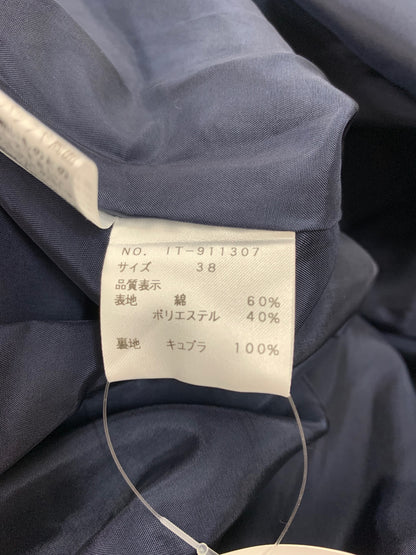 NO. IT-911307
サイズ 38
品質表示
表地 綿 60%
ポリエステル 40%
裏地 キュプラ 100%